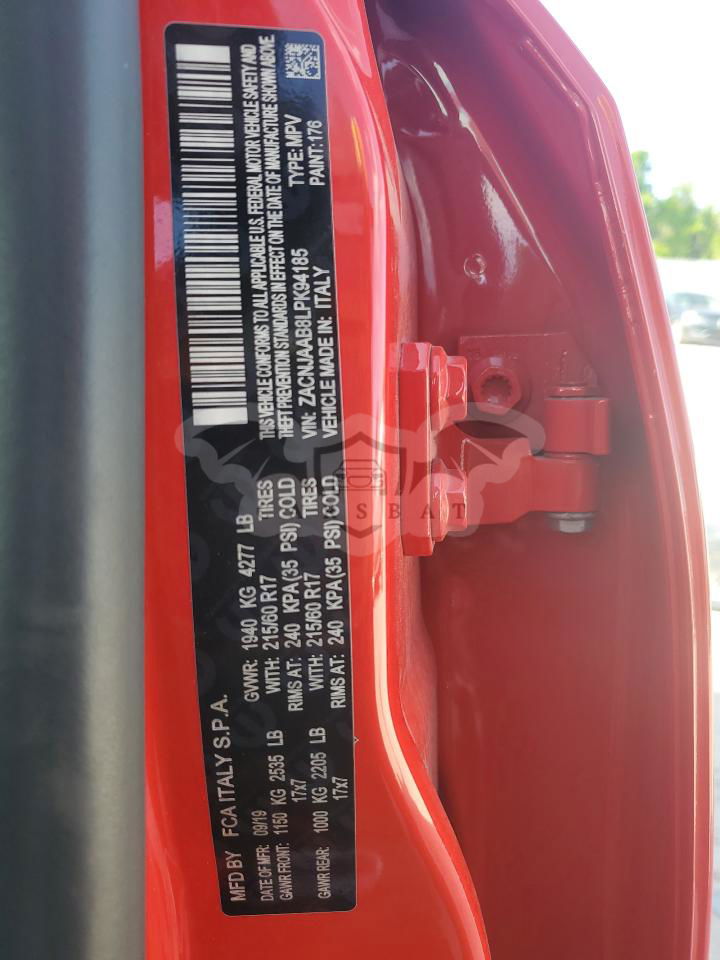 MFD BY FCA ITALY S.P.A.
DATE OF MFR: 09/19 GVWR: 1940 KG 4277 LB
GAWR FRONT: 1150 KG 2535 LB WITH: 215/60 R17 TIRES
17x7 RIMS AT: 240 KPA(35 PSI) COLD
GAWR REAR: 1000 KG 2205 LB WITH: 215/60 R17 TIRES
17x7 RIMS AT: 240 KPA(35 PSI) COLD
THIS VEHICLE CONFORMS TO ALL APPLICABLE U.S. FEDERAL MOTOR VEHICLE SAFETY AND
THEFT PREVENTION STANDARDS IN EFFECT ON THE DATE OF MANUFACTURE SHOWN ABOVE.
VIN: ZACNJAAB8LPK94185 TYPE: MPV
VEHICLE MADE IN: ITALY PAINT: 176